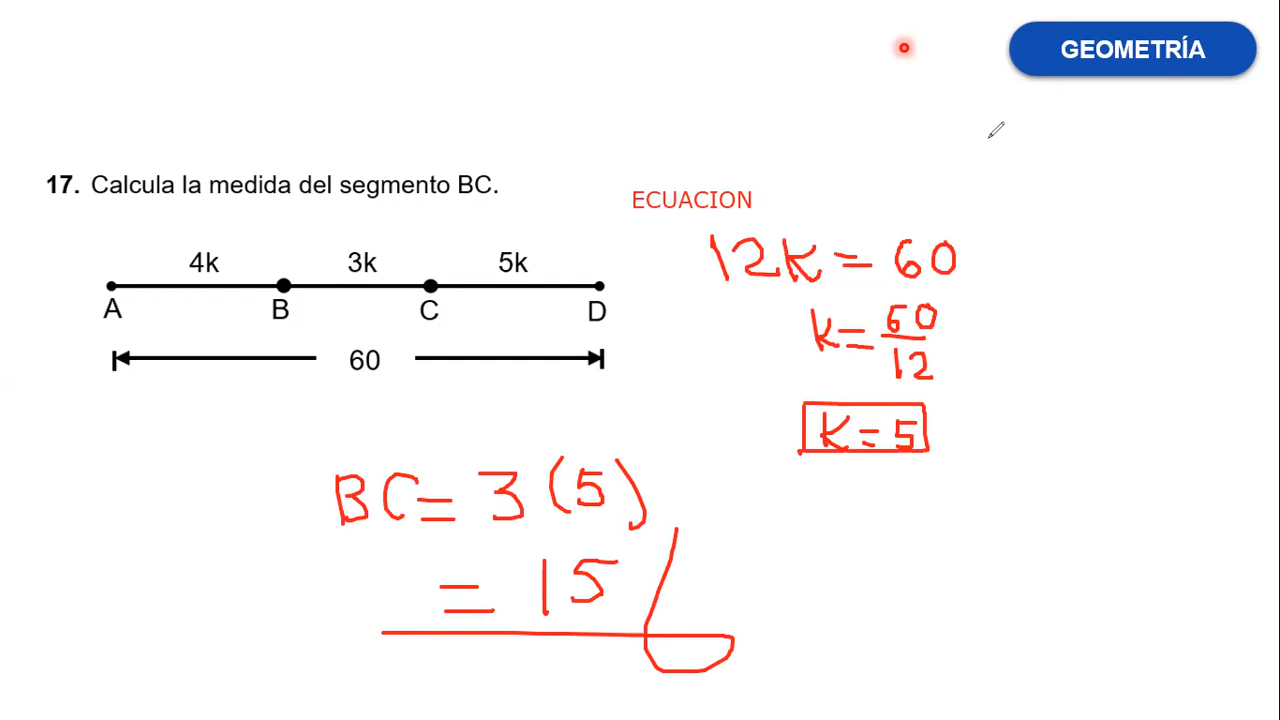 GEOMETRÍA
17. Calcula la medida del segmento BC.
ECUACION
4k 3k 5k
A B C D
60
12K = 60
K = 60/12
K = 5
BC = 3 (5)
= 15